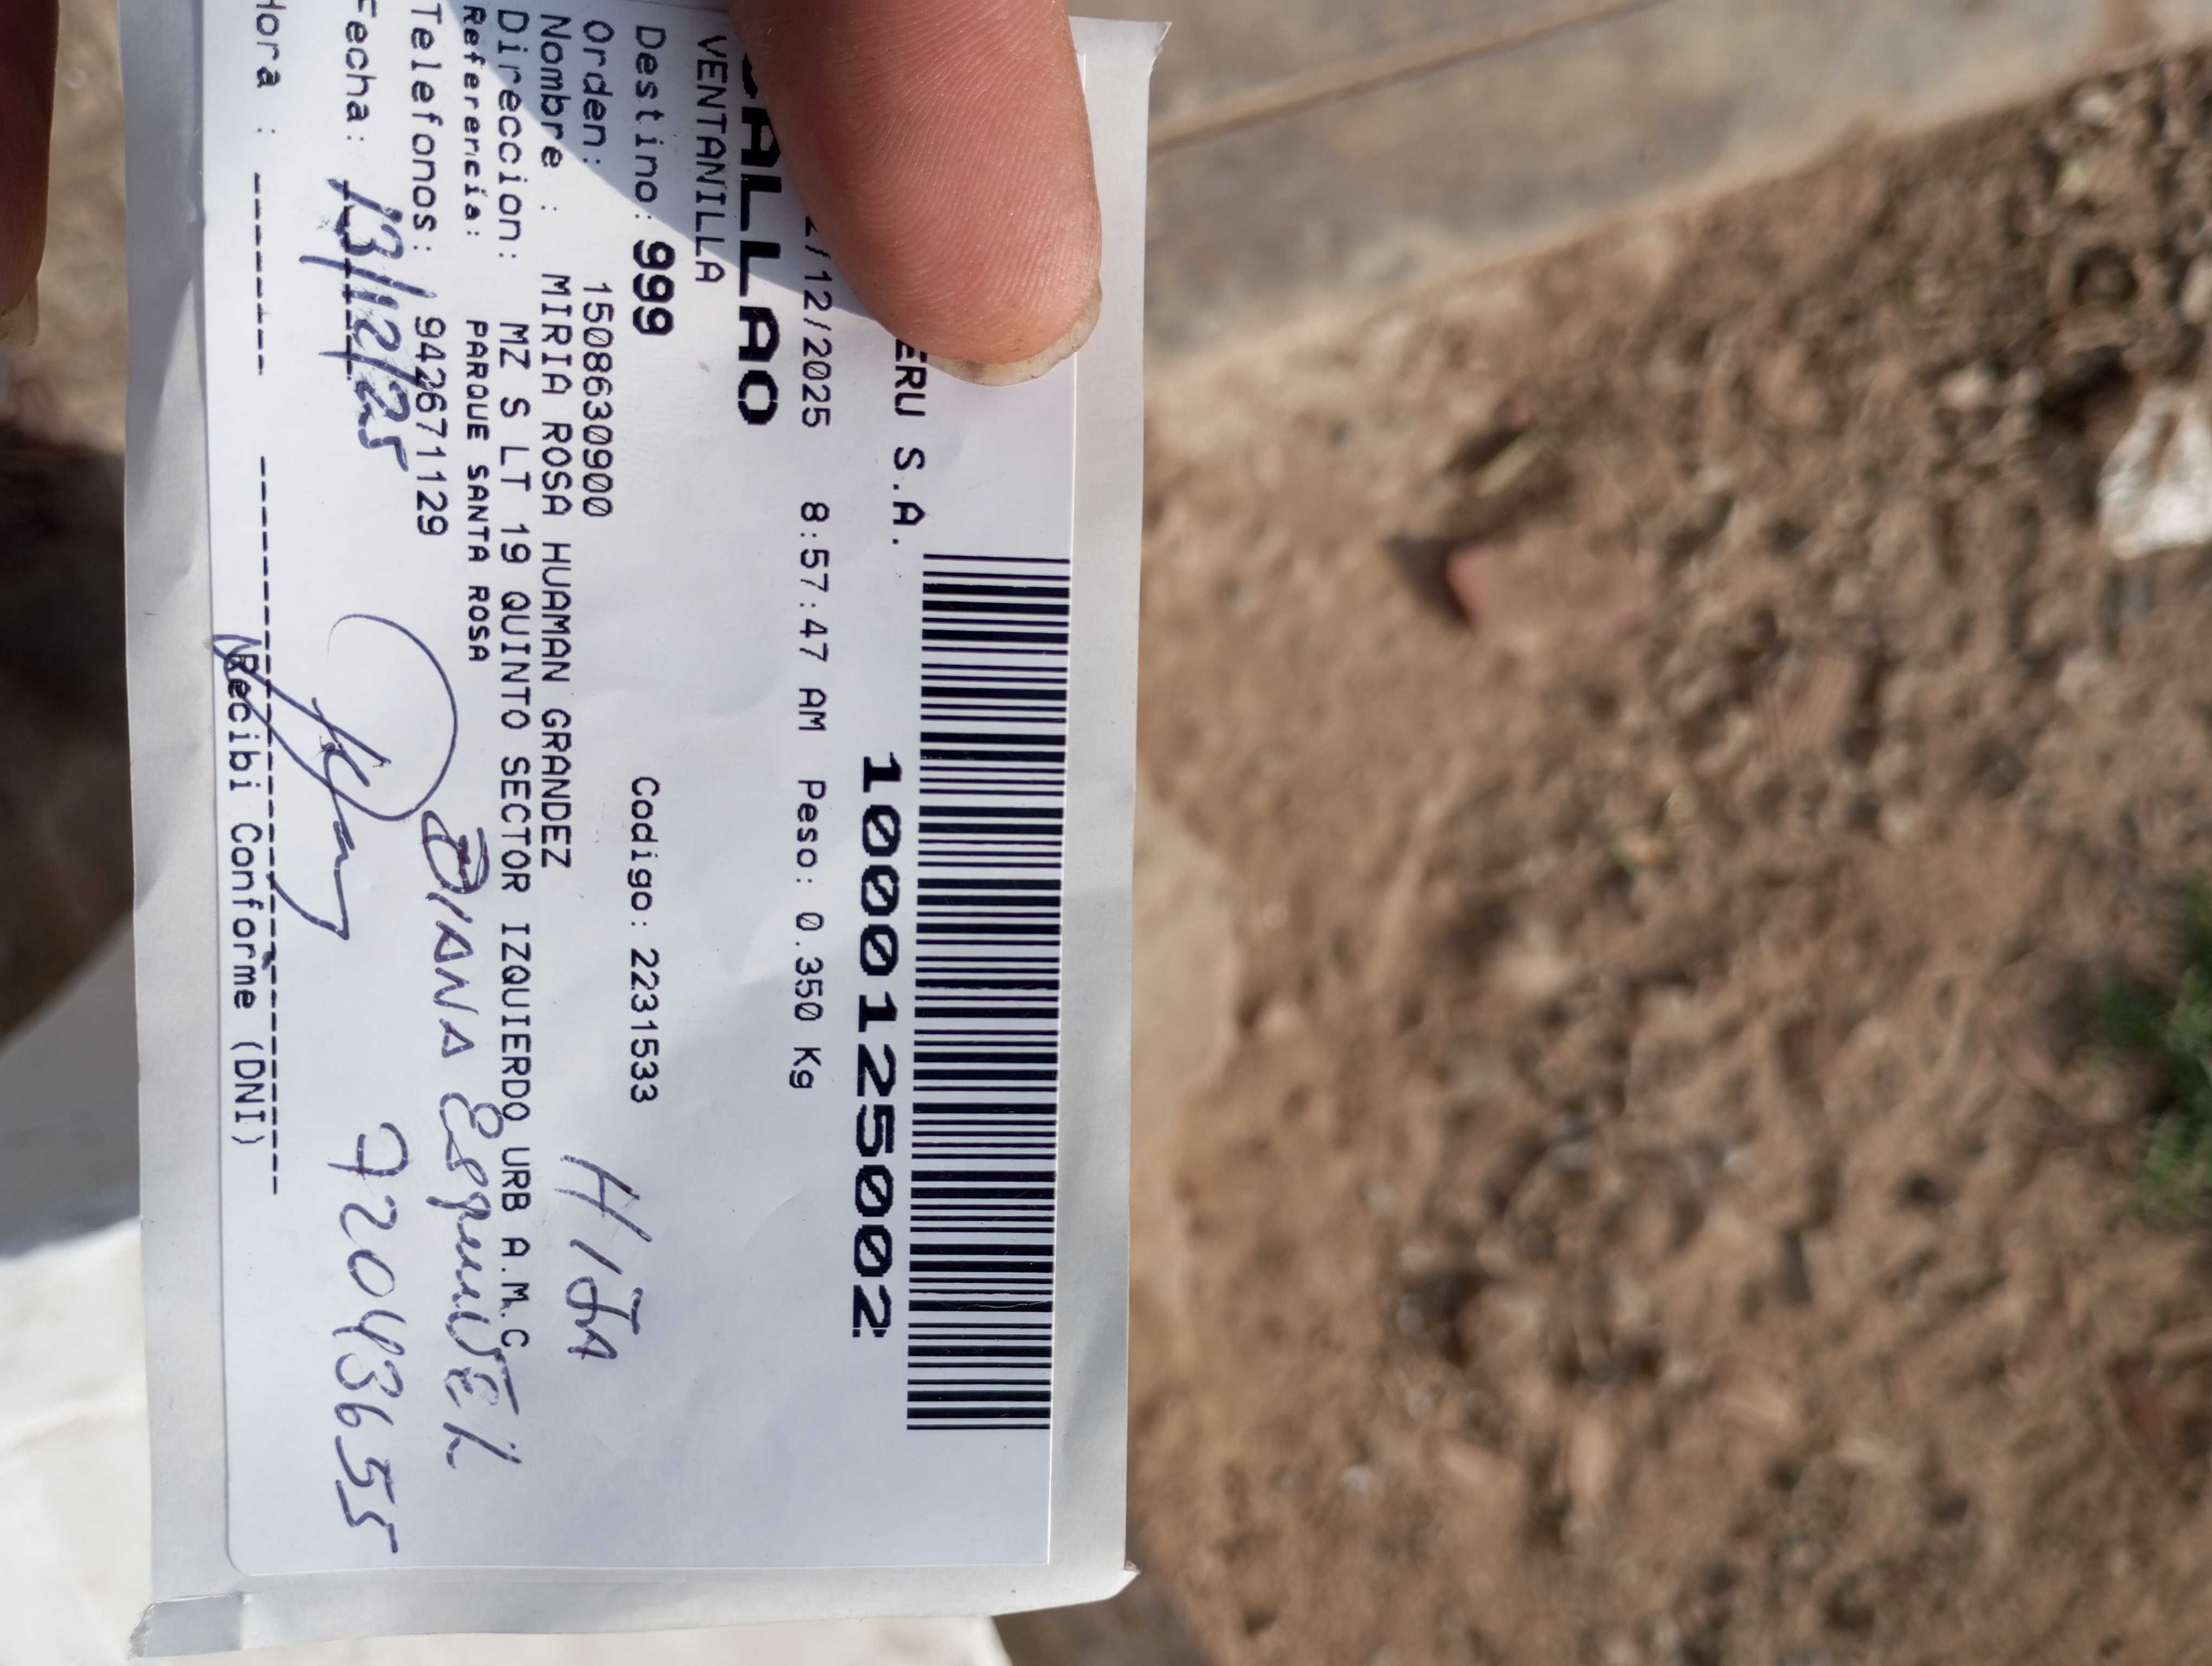 ERU S.A.
1000125002
2/12/2025 8:57:47 AM Peso: 0.350 Kg
CALLAO
VENTANILLA
Destino: 999 Codigo: 2231533
Orden: 1508630900
Nombre : MIRIA ROSA HUAMAN GRANDEZ
HIJA
Direccion: MZ S LT 19 QUINTO SECTOR IZQUIERDO URB A.M.C
Referencia: PARQUE SANTA ROSA
Telefonos: 942671129
DIANA
Fecha: 13/12/25
72043655
Hora :
Recibi Conforme (DNI)